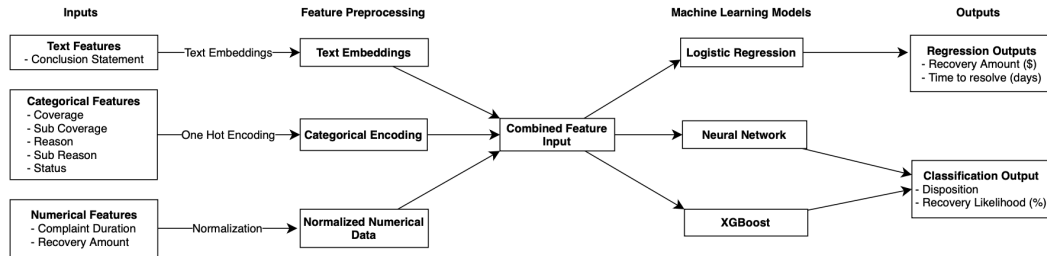 Inputs
Feature Preprocessing
Machine Learning Models
Outputs
Text Features
- Conclusion Statement
Text Embeddings
Text Embeddings
Logistic Regression
Regression Outputs
- Recovery Amount ($)
- Time to resolve (days)
Categorical Features
- Coverage
- Sub Coverage
- Reason
- Sub Reason
- Status
One Hot Encoding
Categorical Encoding
Combined Feature
Input
Neural Network
Classification Output
- Disposition
- Recovery Likelihood (%)
Numerical Features
- Complaint Duration
- Recovery Amount
Normalization
Normalized Numerical
Data
XGBoost